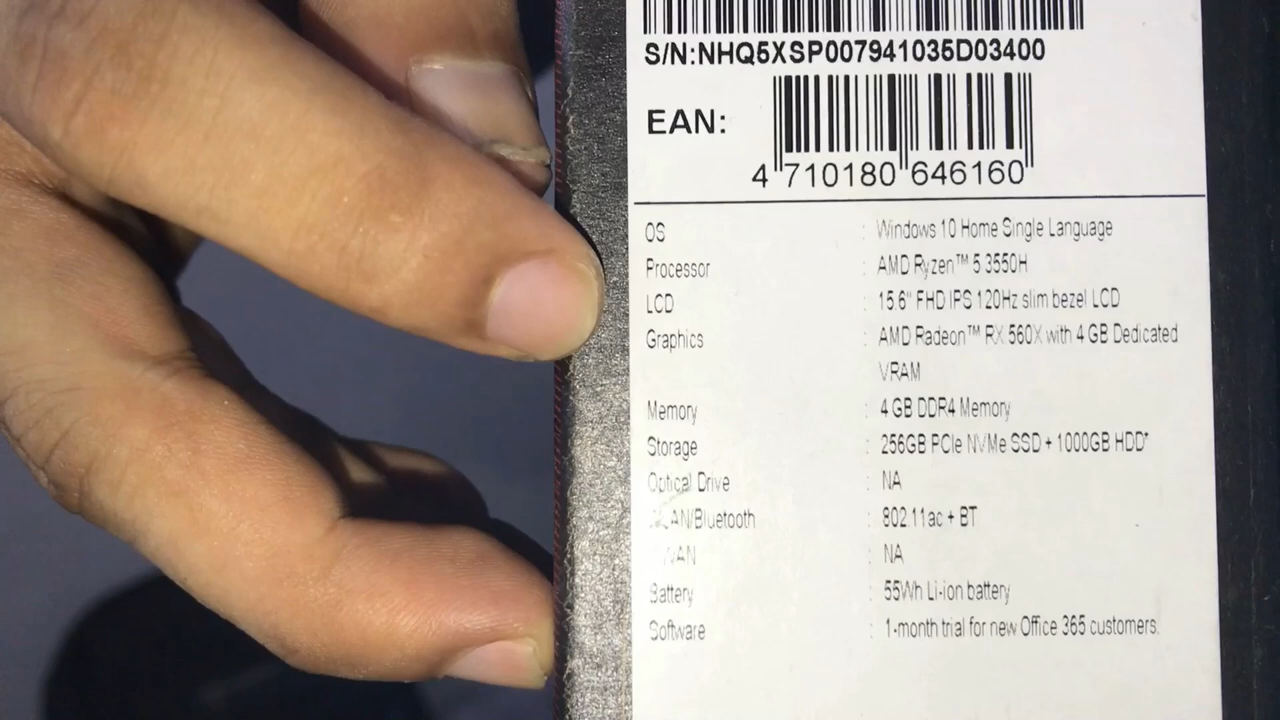 S/N:NHQ5XSP007941035D03400
EAN:
4 710180 646160
OS : Windows 10 Home Single Language
Processor : AMD Ryzen™ 5 3550H
LCD : 15.6" FHD IPS 120Hz slim bezel LCD
Graphics : AMD Radeon™ RX 560X with 4 GB Dedicated
VRAM
Memory : 4 GB DDR4 Memory
Storage : 256GB PCIe NVMe SSD + 1000GB HDD*
Optical Drive : NA
WLAN/Bluetooth : 802.11ac + BT
WWAN : NA
Battery : 55Wh Li-ion battery
Software : 1-month trial for new Office 365 customers.